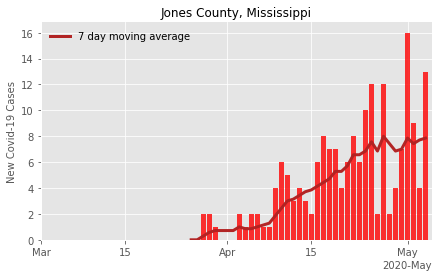 Jones County, Mississippi
7 day moving average
New Covid-19 Cases
16
14
12
10
8
6
4
2
0
Mar 15 Apr 15 May
2020-May